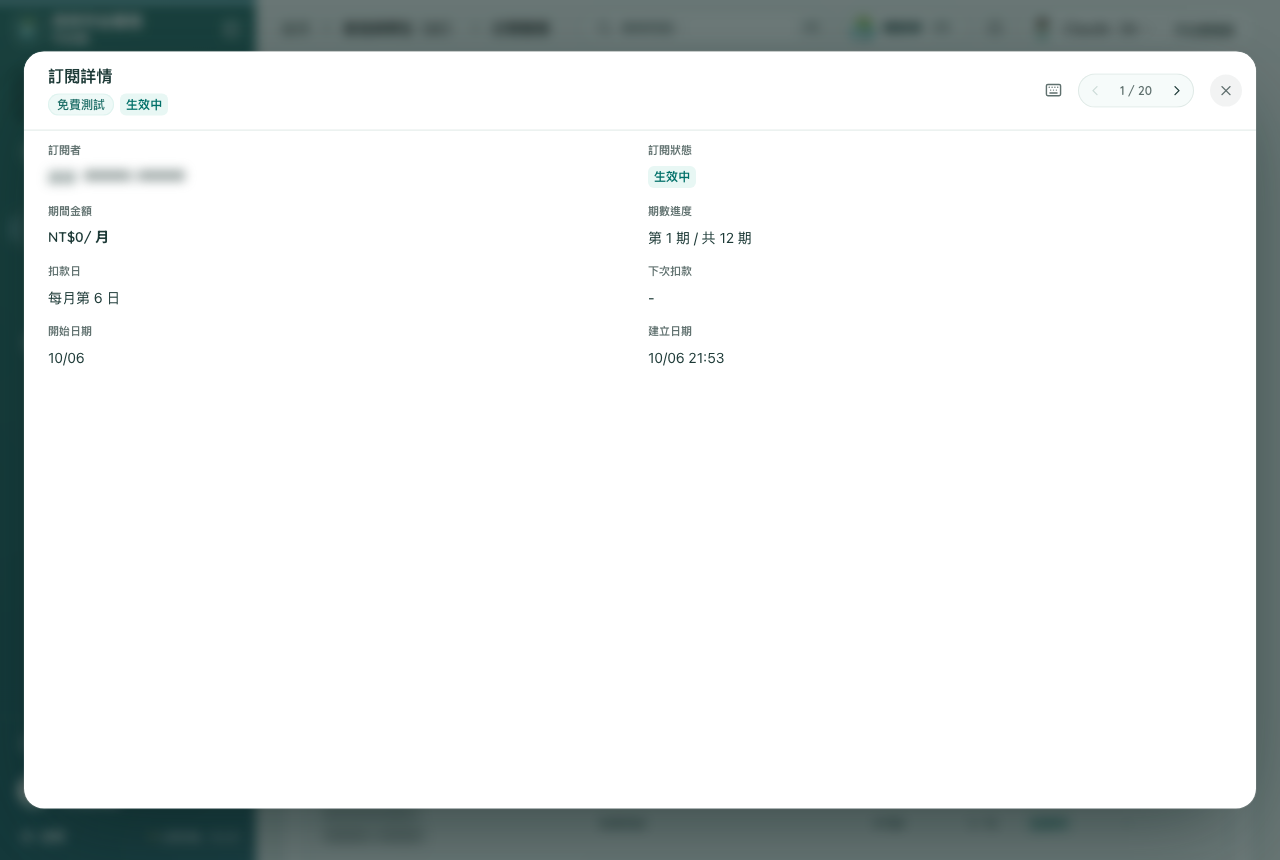 訂閱詳情
免費測試 生效中
1 / 20
訂閱者
訂閱狀態
生效中
期間金額
NT$0/ 月
期數進度
第 1 期 / 共 12 期
扣款日
每月第 6 日
下次扣款
-
開始日期
10/06
建立日期
10/06 21:53